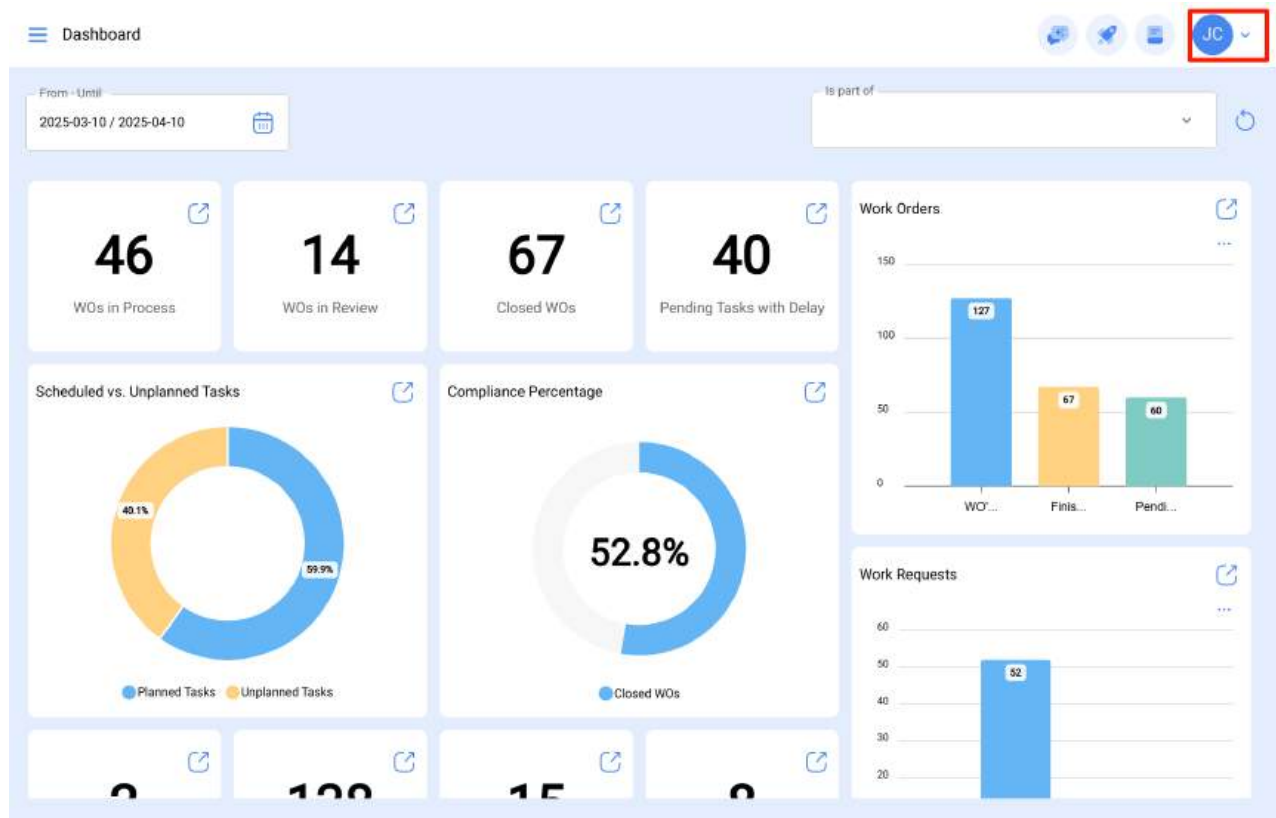 Dashboard
JC
From - Until
2025-03-10 / 2025-04-10
Is part of
46
WOs in Process
14
WOs in Review
67
Closed WOs
40
Pending Tasks with Delay
Work Orders
...
150
100
50
0
127
67
60
WO'...
Finis...
Pendi...
Scheduled vs. Unplanned Tasks
40.1%
59.9%
Planned Tasks
Unplanned Tasks
Compliance Percentage
52.8%
Closed WOs
Work Requests
...
60
50
40
30
20
52
15